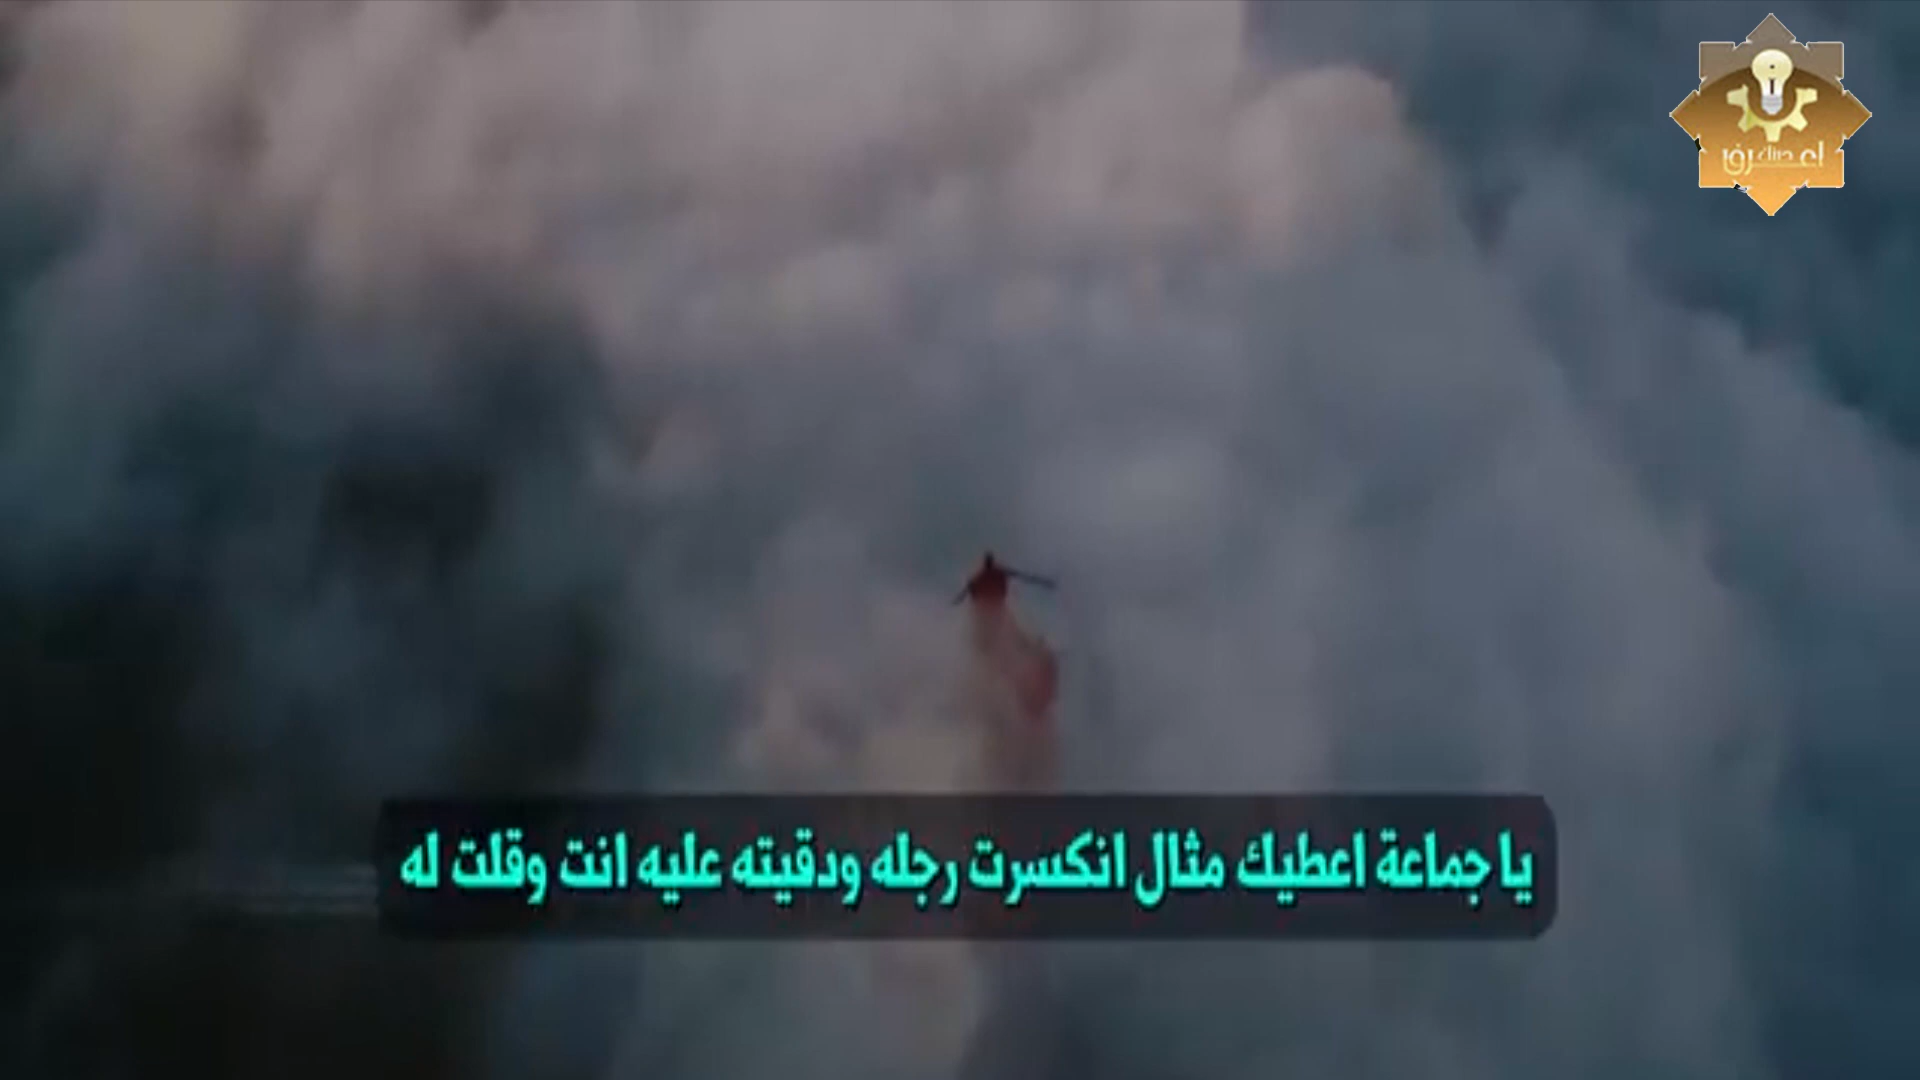 يا جماعة اعطيك مثال انكسرت رجله ودقيته عليه انت وقلت له